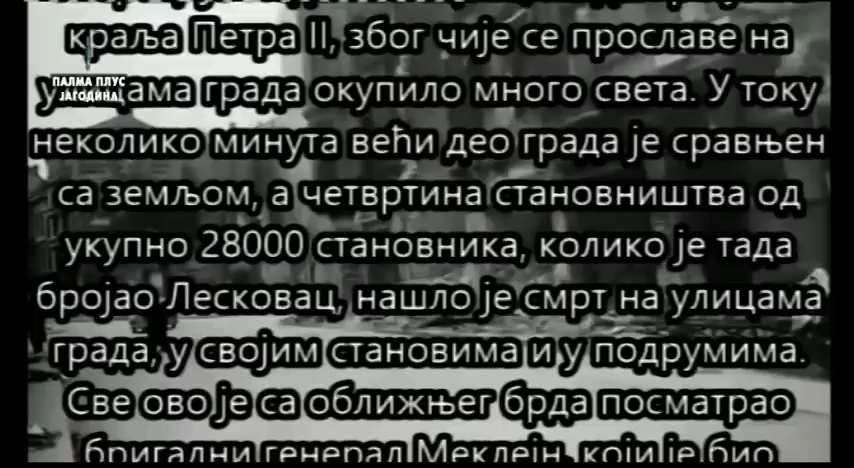 краља Петра II, због чије се прославе на
ПАЛМА ПЛУС
ЈАГОДИНА
града окупило много света. У току
неколико минута већи део града је сравњен
са земљом, а четвртина становништва од
укупно 28000 становника, колико је тада
бројао Лесковац, нашло је смрт на улицама
града, у својим становима и у подрумима.
Све ово је са оближњег брда посматрао
бригадни генерал Меклејн, који је био